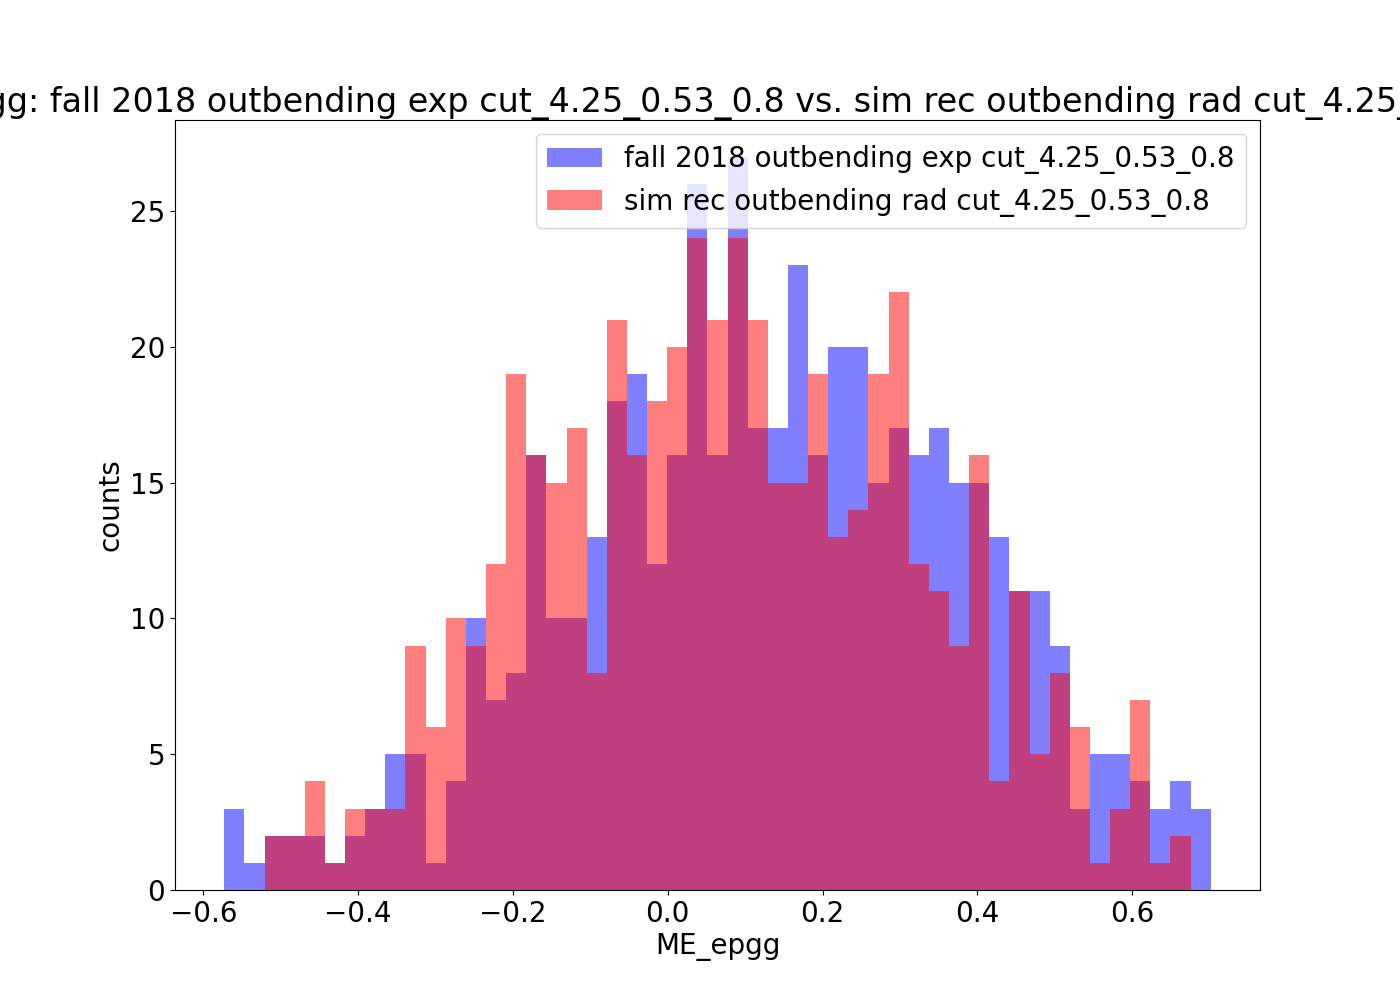 gg: fall 2018 outbending exp cut_4.25_0.53_0.8 vs. sim rec outbending rad cut_4.25_
fall 2018 outbending exp cut_4.25_0.53_0.8
sim rec outbending rad cut_4.25_0.53_0.8
25
20
15
10
5
0
counts
−0.6 −0.4 −0.2 0.0 0.2 0.4 0.6
ME_epgg